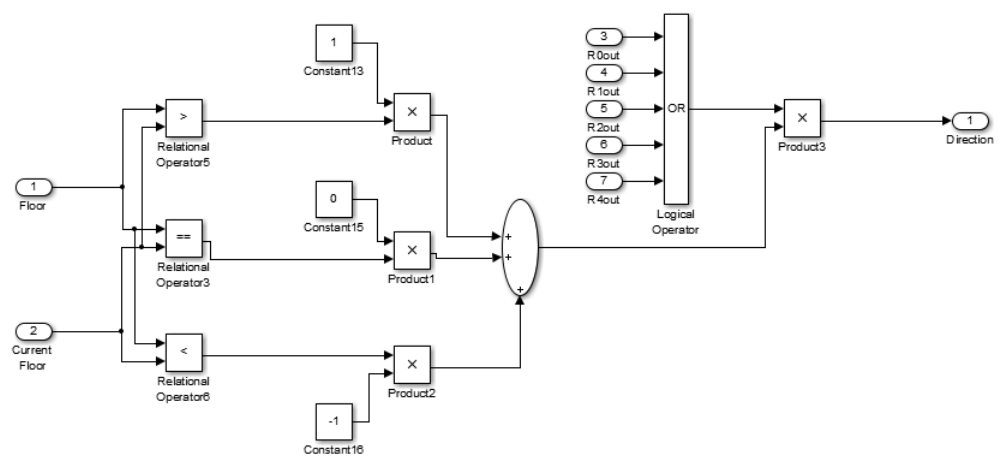 1
Constant13
>
Relational
Operator5
×
Product
3
R0out
4
R1out
5
R2out
6
R3out
7
R4out
OR
Logical
Operator
×
Product3
1
Direction
1
Floor
0
Constant15
==
Relational
Operator3
×
Product1
+
+
+
2
Current
Floor
<
Relational
Operator6
×
Product2
-1
Constant16